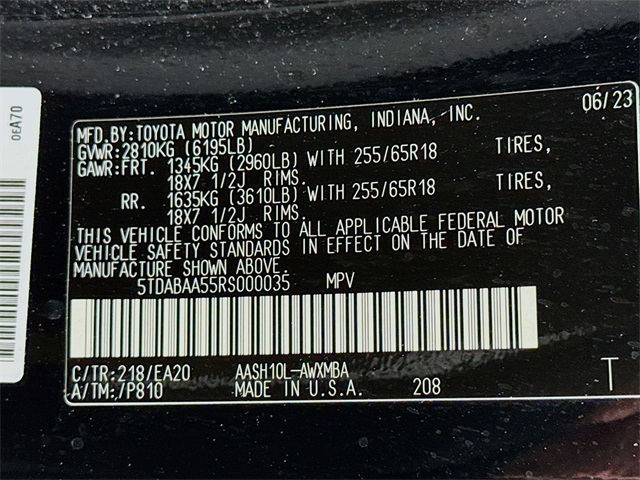 0EA70
06/23
MFD.BY:TOYOTA MOTOR MANUFACTURING, INDIANA, INC.
GVWR:2810KG (6195LB)
GAWR:FRT. 1345KG (2960LB) WITH 255/65R18 TIRES,
18X7 1/2J RIMS.
RR. 1635KG (3610LB) WITH 255/65R18 TIRES,
18X7 1/2J RIMS.
THIS VEHICLE CONFORMS TO ALL APPLICABLE FEDERAL MOTOR
VEHICLE SAFETY STANDARDS IN EFFECT ON THE DATE OF
MANUFACTURE SHOWN ABOVE.
5TDABAA55RS000035 MPV
C/TR:218/EA20 AASH10L-AWXMBA
A/TM:/P810 MADE IN U.S.A. 208 T